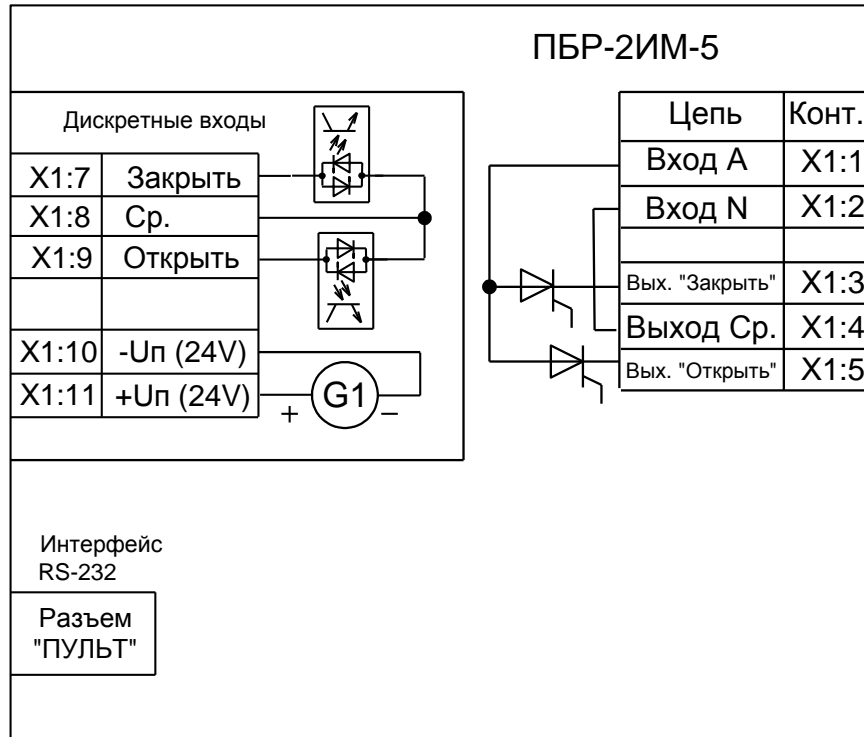 ПБР-2ИМ-5
Дискретные входы
X1:7 Закрыть
X1:8 Ср.
X1:9 Открыть
X1:10 -Uп (24V)
X1:11 +Uп (24V)
+ G1 –
Цепь Конт.
Вход A X1:1
Вход N X1:2
Вых. "Закрыть" X1:3
Выход Ср. X1:4
Вых. "Открыть" X1:5
Интерфейс
RS-232
Разъем
"ПУЛЬТ"